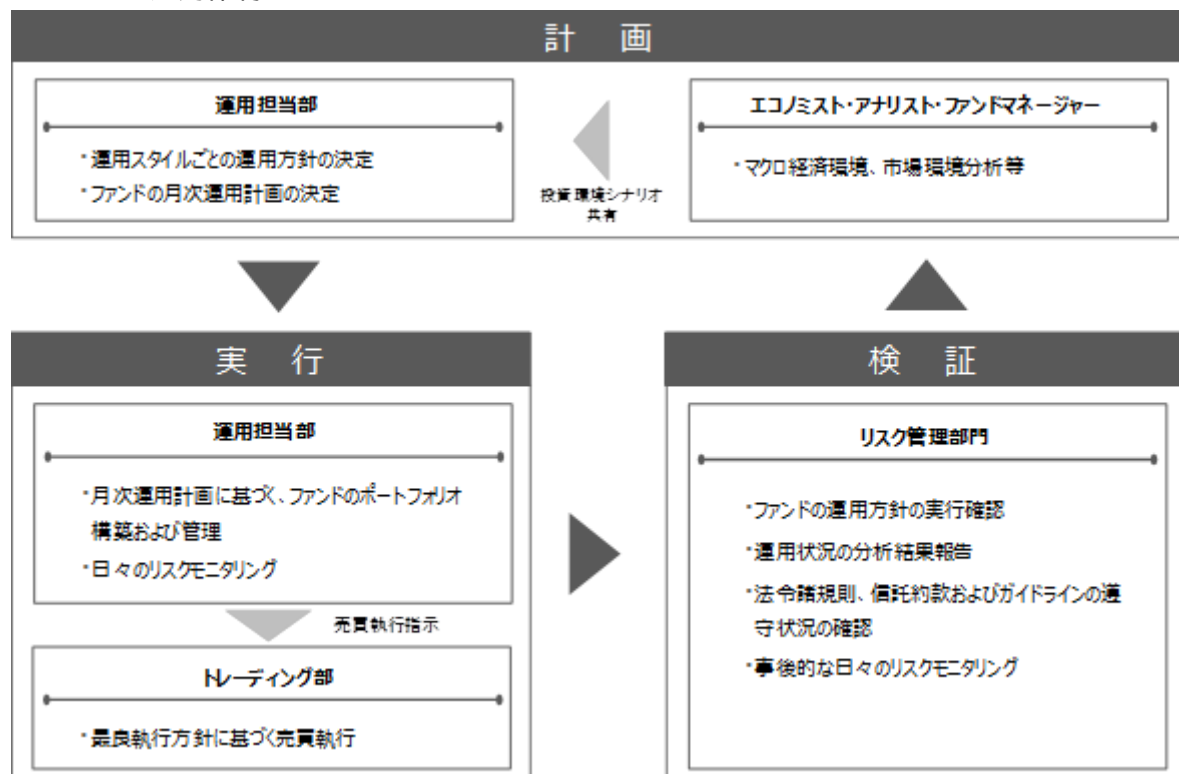 計 画
運用担当部
・運用スタイルごとの運用方針の決定
・ファンドの月次運用計画の決定
投資環境シナリオ
共有
エコノミスト・アナリスト・ファンドマネージャー
・マクロ経済環境、市場環境分析等
実 行
運用担当部
・月次運用計画に基づく、ファンドのポートフォリオ
構築および管理
・日々のリスクモニタリング
売買執行指示
トレーディング部
・最良執行方針に基づく売買執行
検 証
リスク管理部門
・ファンドの運用方針の実行確認
・運用状況の分析結果報告
・法令諸規則、信託約款およびガイドラインの遵
守状況の確認
・事後的な日々のリスクモニタリング